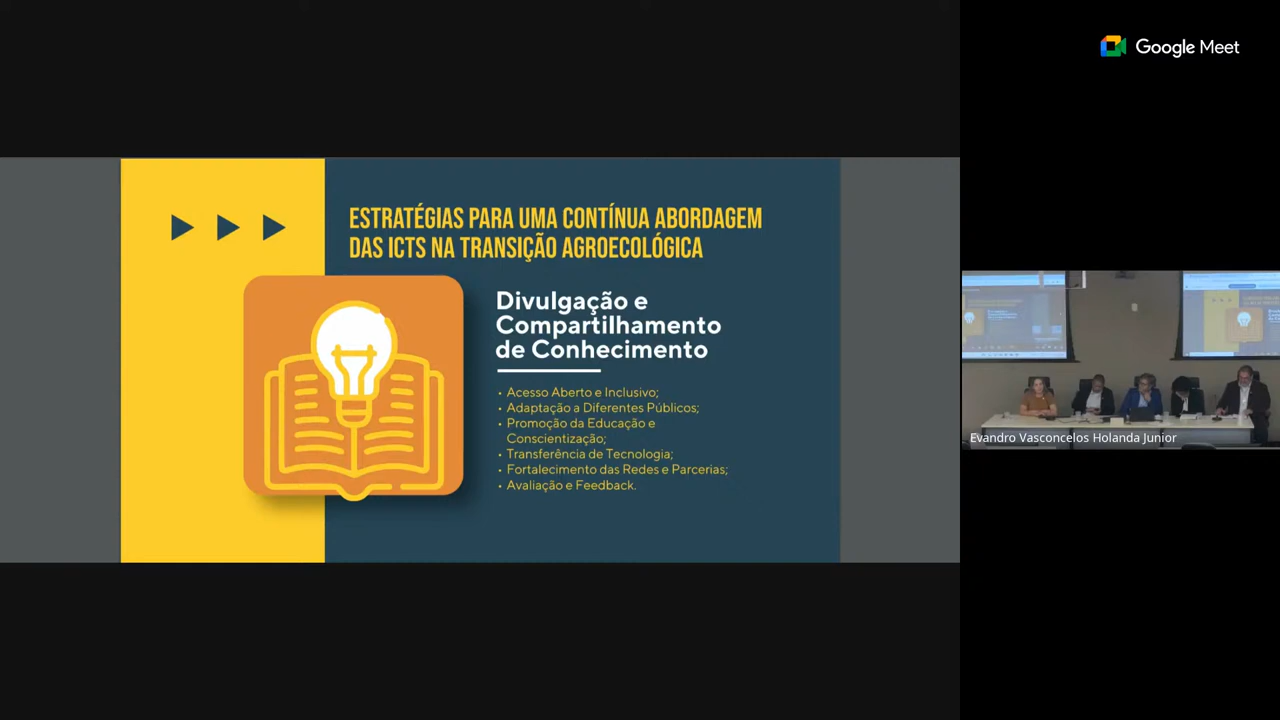 Google Meet
ESTRATÉGIAS PARA UMA CONTÍNUA ABORDAGEM
DAS ICTS NA TRANSIÇÃO AGROECOLÓGICA
Divulgação e
Compartilhamento
de Conhecimento
• Acesso Aberto e Inclusivo;
• Adaptação a Diferentes Públicos;
• Promoção da Educação e
Conscientização;
• Transferência de Tecnologia;
• Fortalecimento das Redes e Parcerias;
• Avaliação e Feedback.
Evandro Vasconcelos Holanda Junior